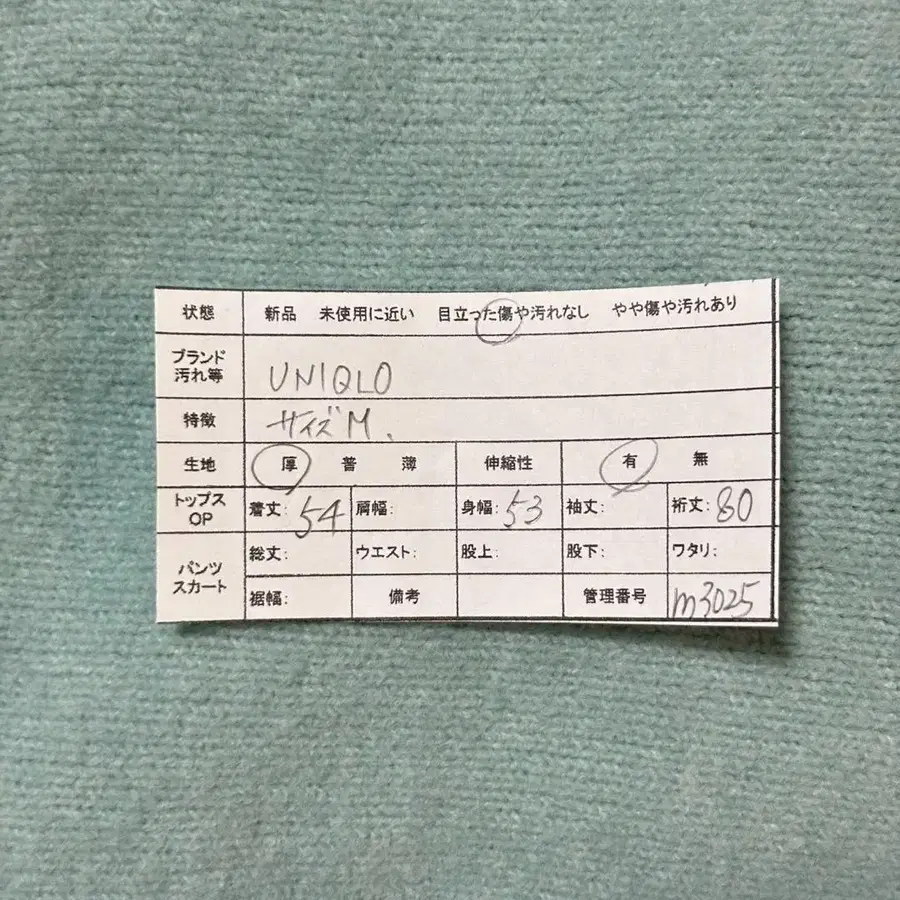 状態 新品 未使用に近い 目立った傷や汚れなし やや傷や汚れあり
ブランド
汚れ等 UNIQLO
特徴 サイズM.
生地 厚 普 薄 伸縮性 有 無
トップス
OP 着丈: 54 肩幅: 身幅: 53 袖丈: 裄丈: 80
パンツ
スカート 総丈: ウエスト: 股上: 股下: ワタリ:
裾幅: 備考 管理番号 m3025